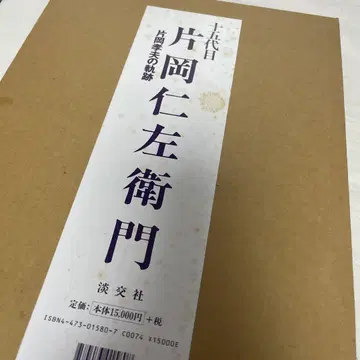 十五代目
片岡仁左衛門
片岡孝夫の軌跡
淡交社
定価:本体15,000円+税
ISBN4-473-01580-7 C0074 ¥15000E